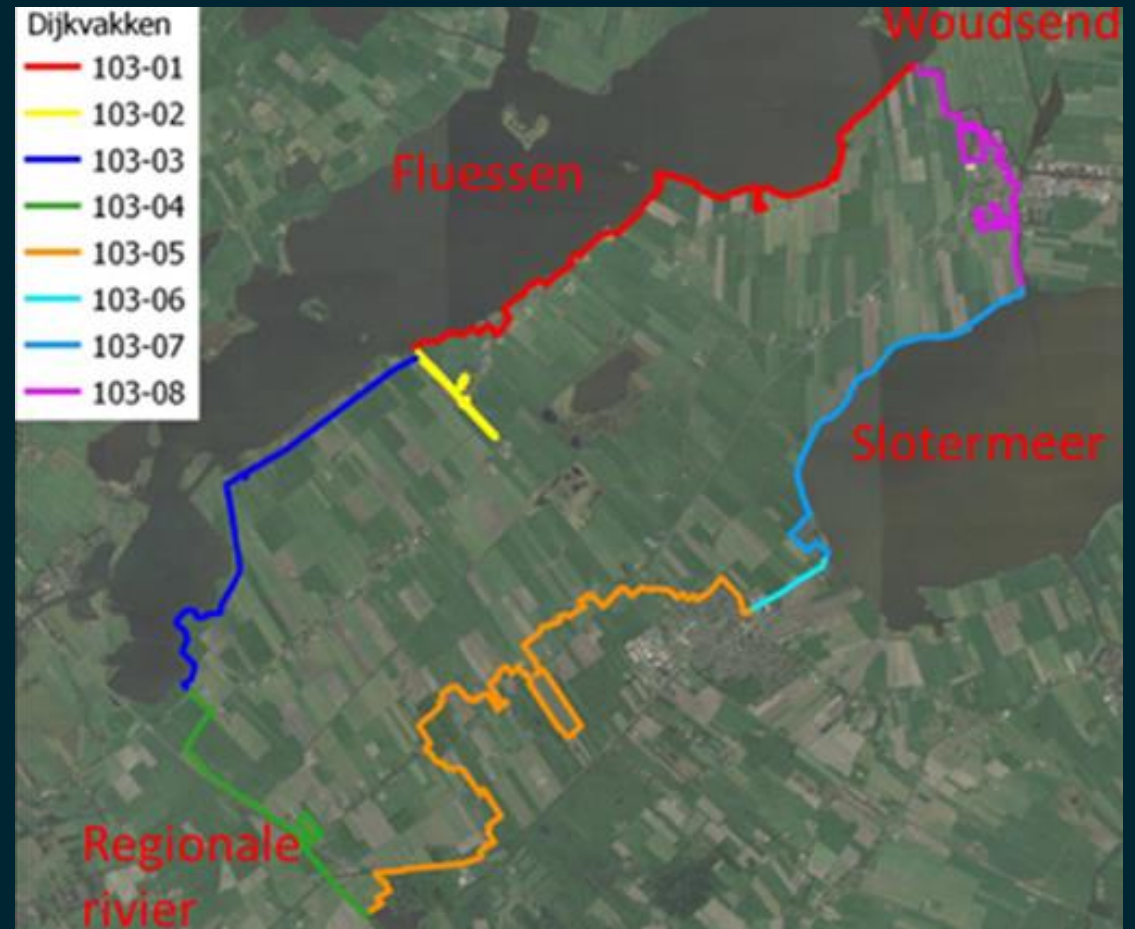 Dijkvakken
103-01
103-02
103-03
103-04
103-05
103-06
103-07
103-08
Woudsend
Fluessen
Slotermeer
Regionale
rivier